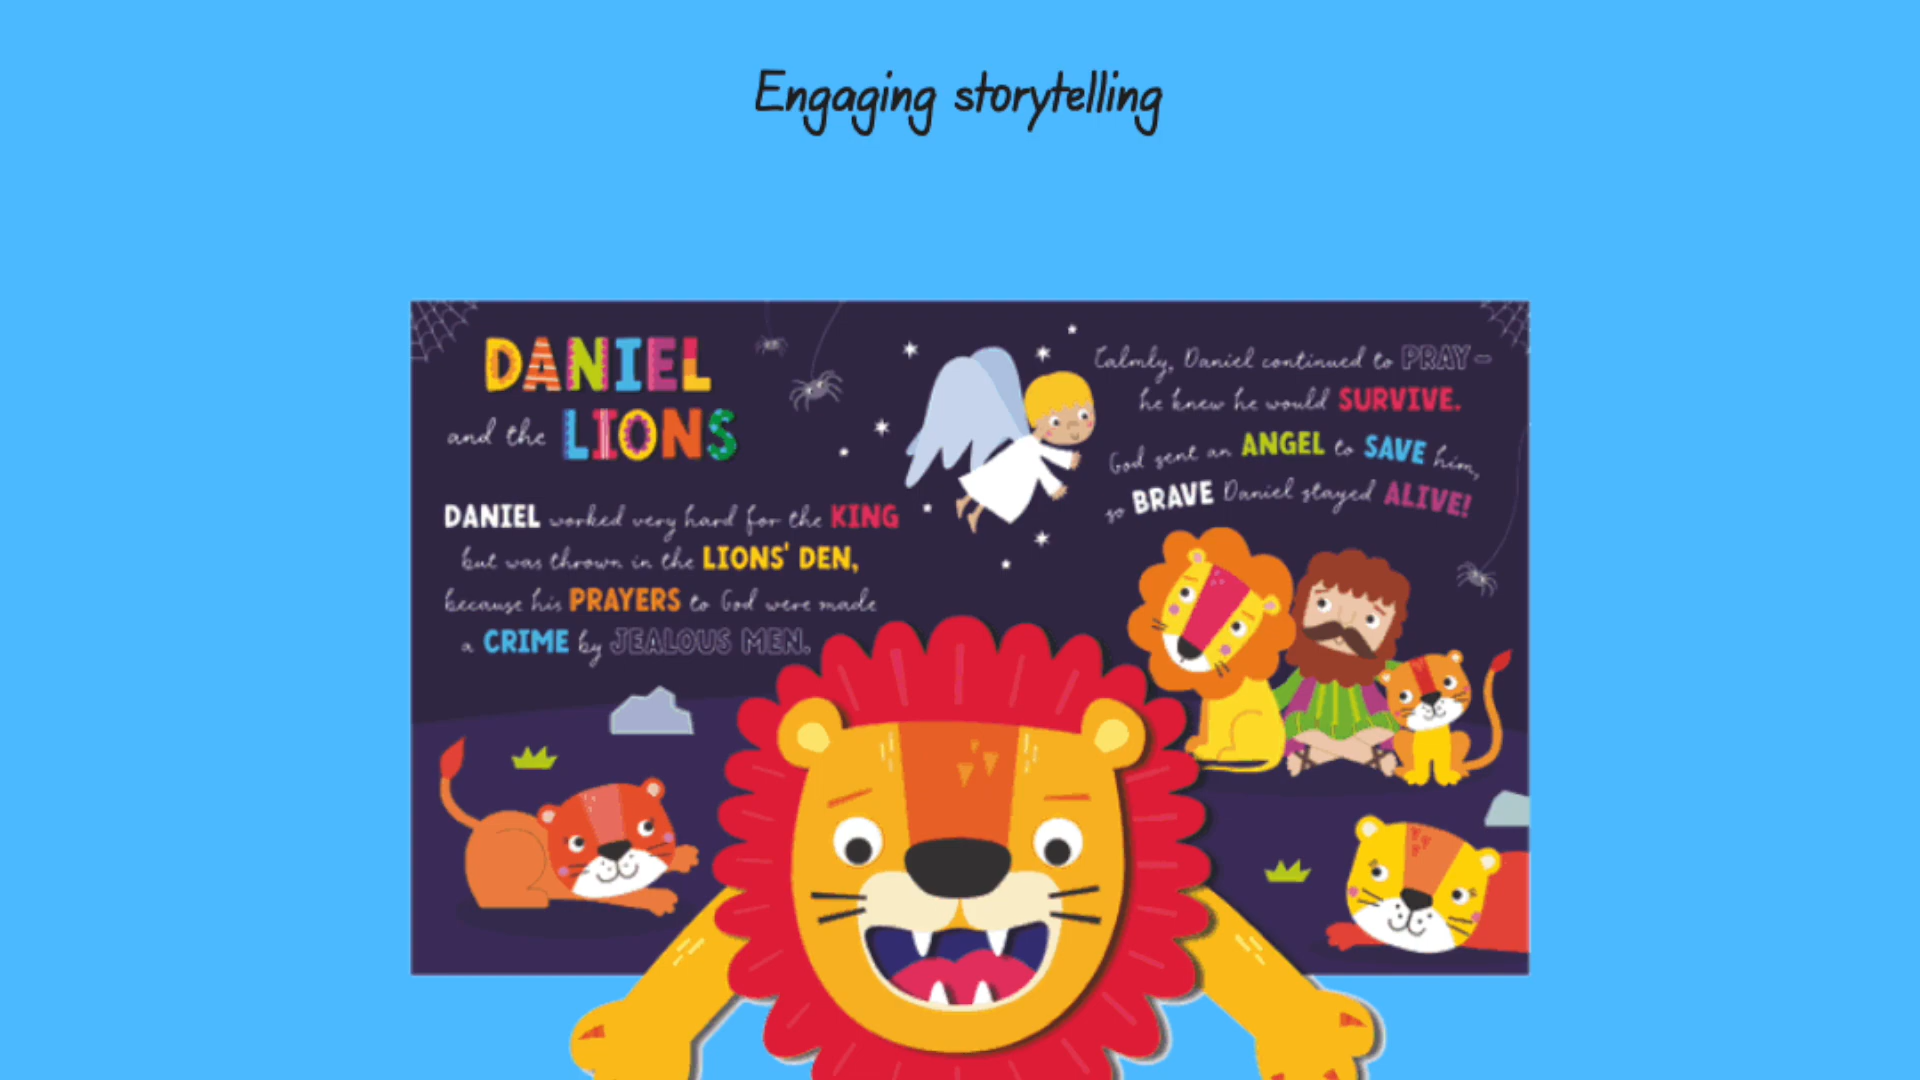 Engaging storytelling
DANIEL
and the LIONS
DANIEL worked very hard for the KING
but was thrown in the LIONS' DEN,
because his PRAYERS to God were made
a CRIME by JEALOUS MEN.
Calmly, Daniel continued to PRAY –
he knew he would SURVIVE.
God sent an ANGEL to SAVE him,
so BRAVE Daniel stayed ALIVE!